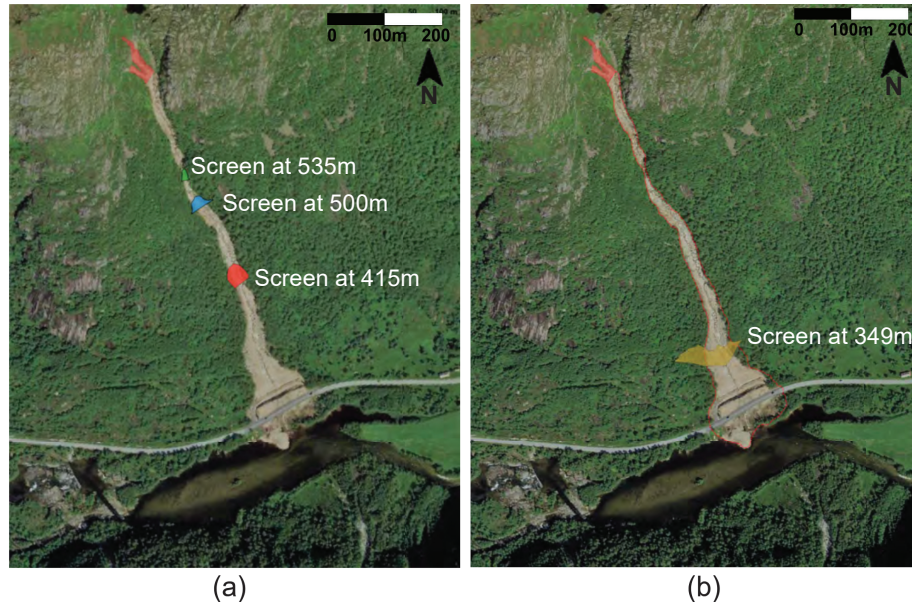 0 100m 200
N
Screen at 535m
Screen at 500m
Screen at 415m
(a)
0 100m 200
N
Screen at 349m
(b)